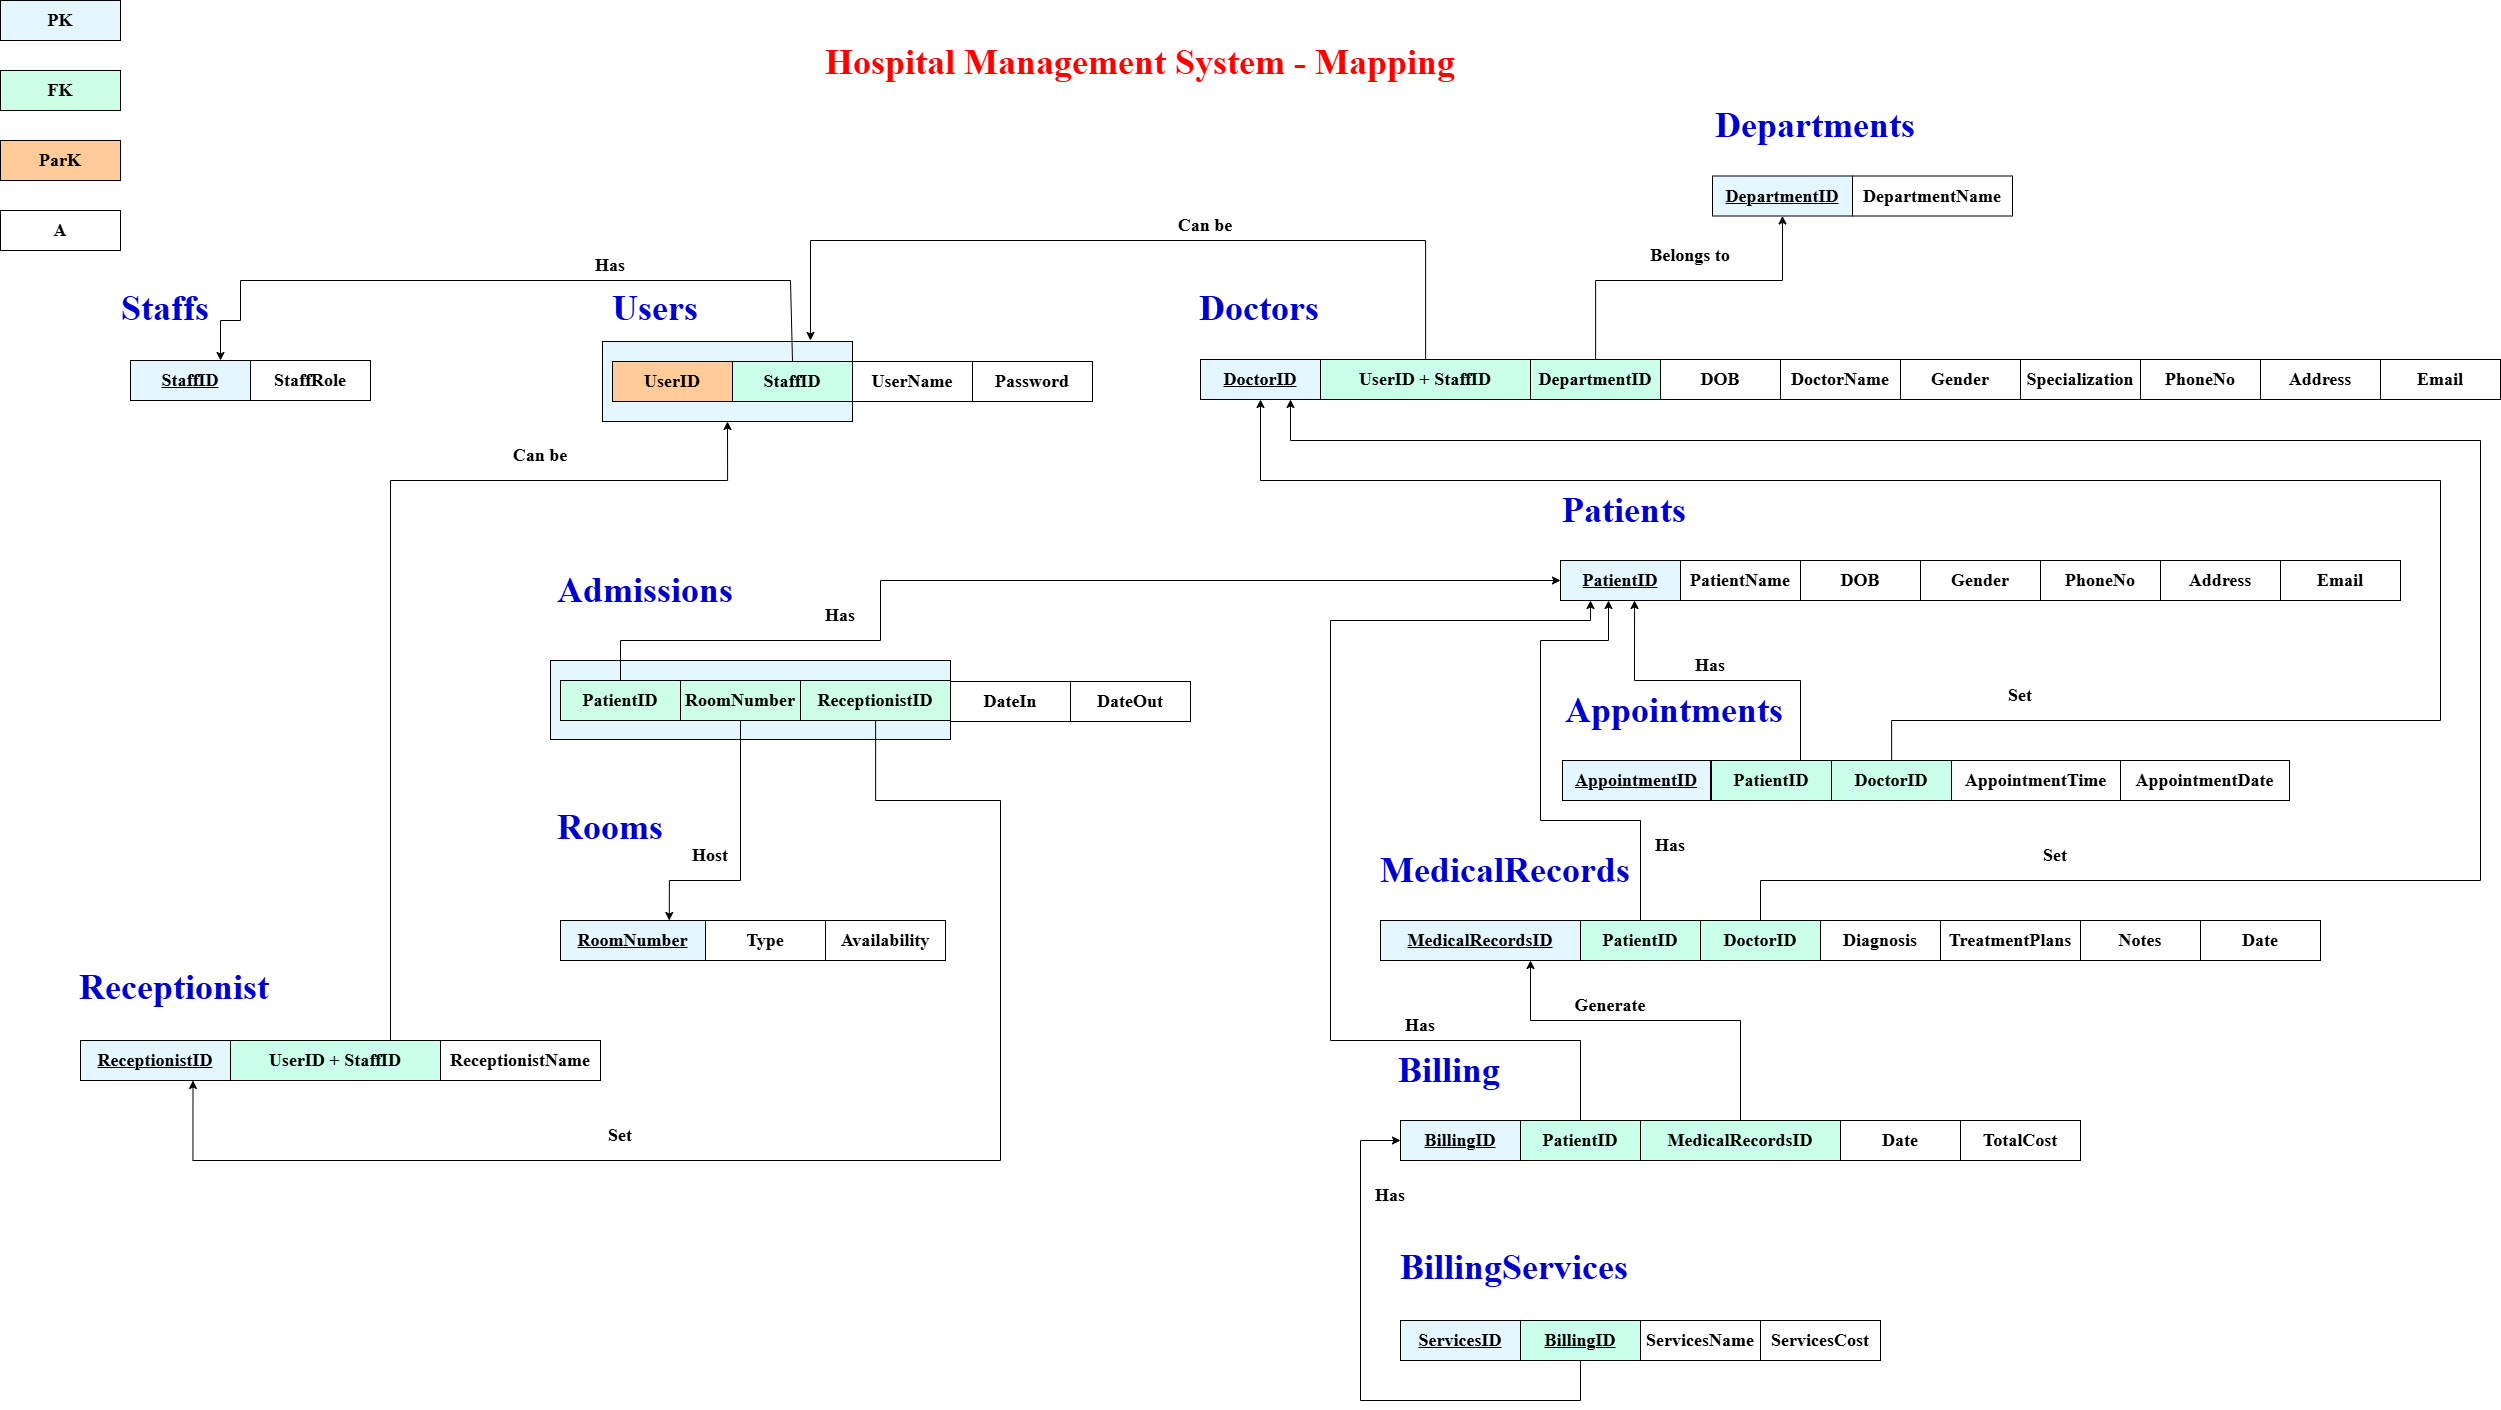 PK
FK
ParK
A
Hospital Management System - Mapping
Departments
DepartmentID DepartmentName
Belongs to
Can be
Has
Staffs
StaffID StaffRole
Users
UserID StaffID UserName Password
Doctors
DoctorID UserID + StaffID DepartmentID DOB DoctorName Gender Specialization PhoneNo Address Email
Can be
Patients
PatientID PatientName DOB Gender PhoneNo Address Email
Admissions
Has
PatientID RoomNumber ReceptionistID DateIn DateOut
Has
Set
Appointments
AppointmentID PatientID DoctorID AppointmentTime AppointmentDate
Rooms
Host
RoomNumber Type Availability
Has
Set
MedicalRecords
MedicalRecordsID PatientID DoctorID Diagnosis TreatmentPlans Notes Date
Receptionist
ReceptionistID UserID + StaffID ReceptionistName
Set
Generate
Has
Billing
BillingID PatientID MedicalRecordsID Date TotalCost
Has
BillingServices
ServicesID BillingID ServicesName ServicesCost